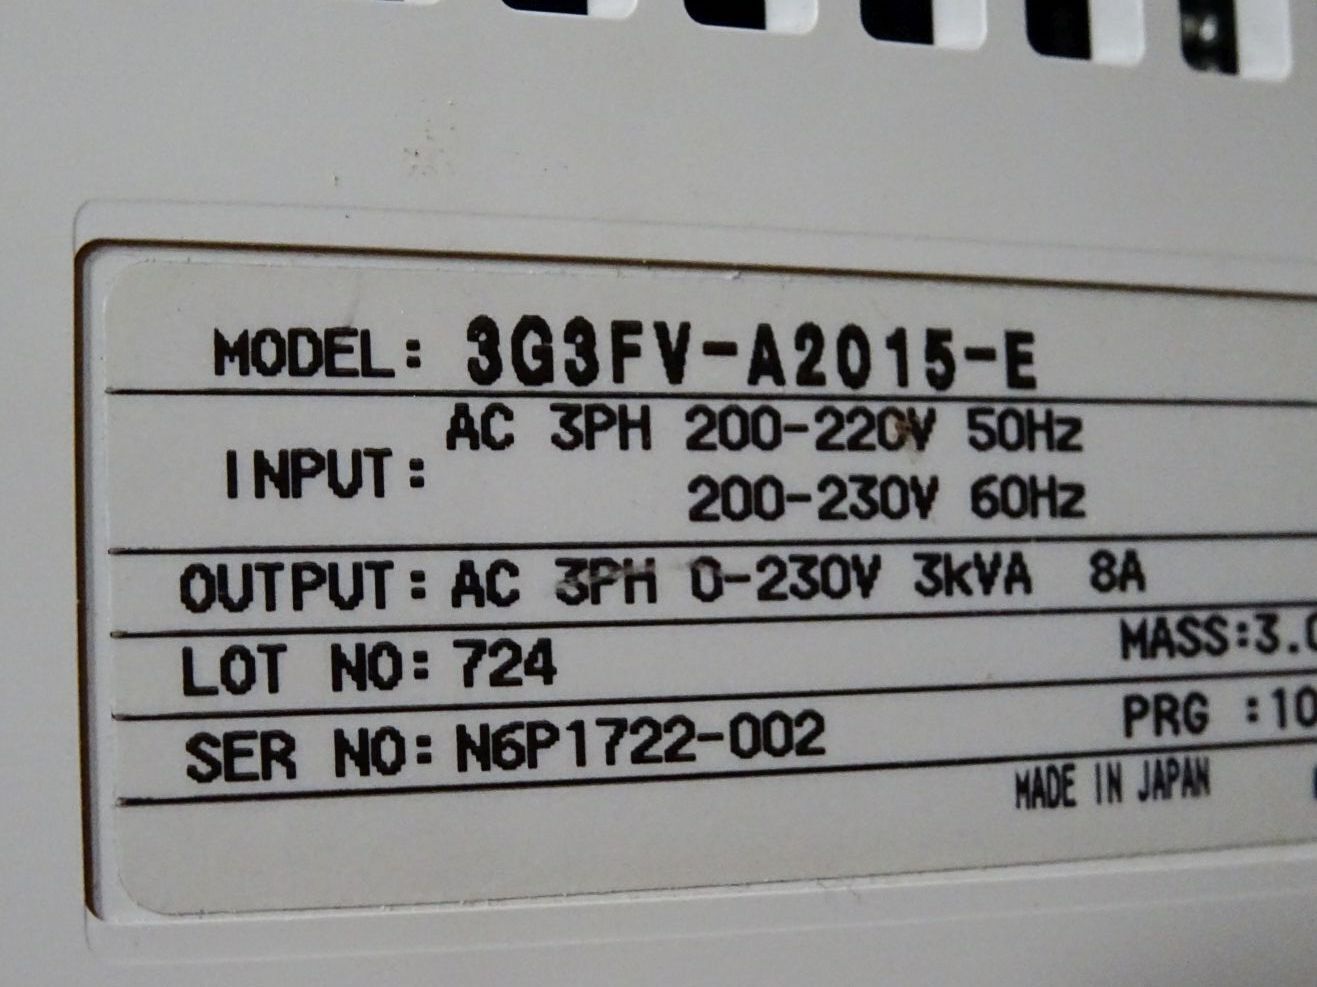 MODEL: 3G3FV-A2015-E
INPUT: AC 3PH 200-220V 50Hz
200-230V 60Hz
OUTPUT: AC 3PH 0-230V 3kVA 8A
LOT NO: 724 MASS:3.0
SER NO: N6P1722-002 PRG :10
MADE IN JAPAN